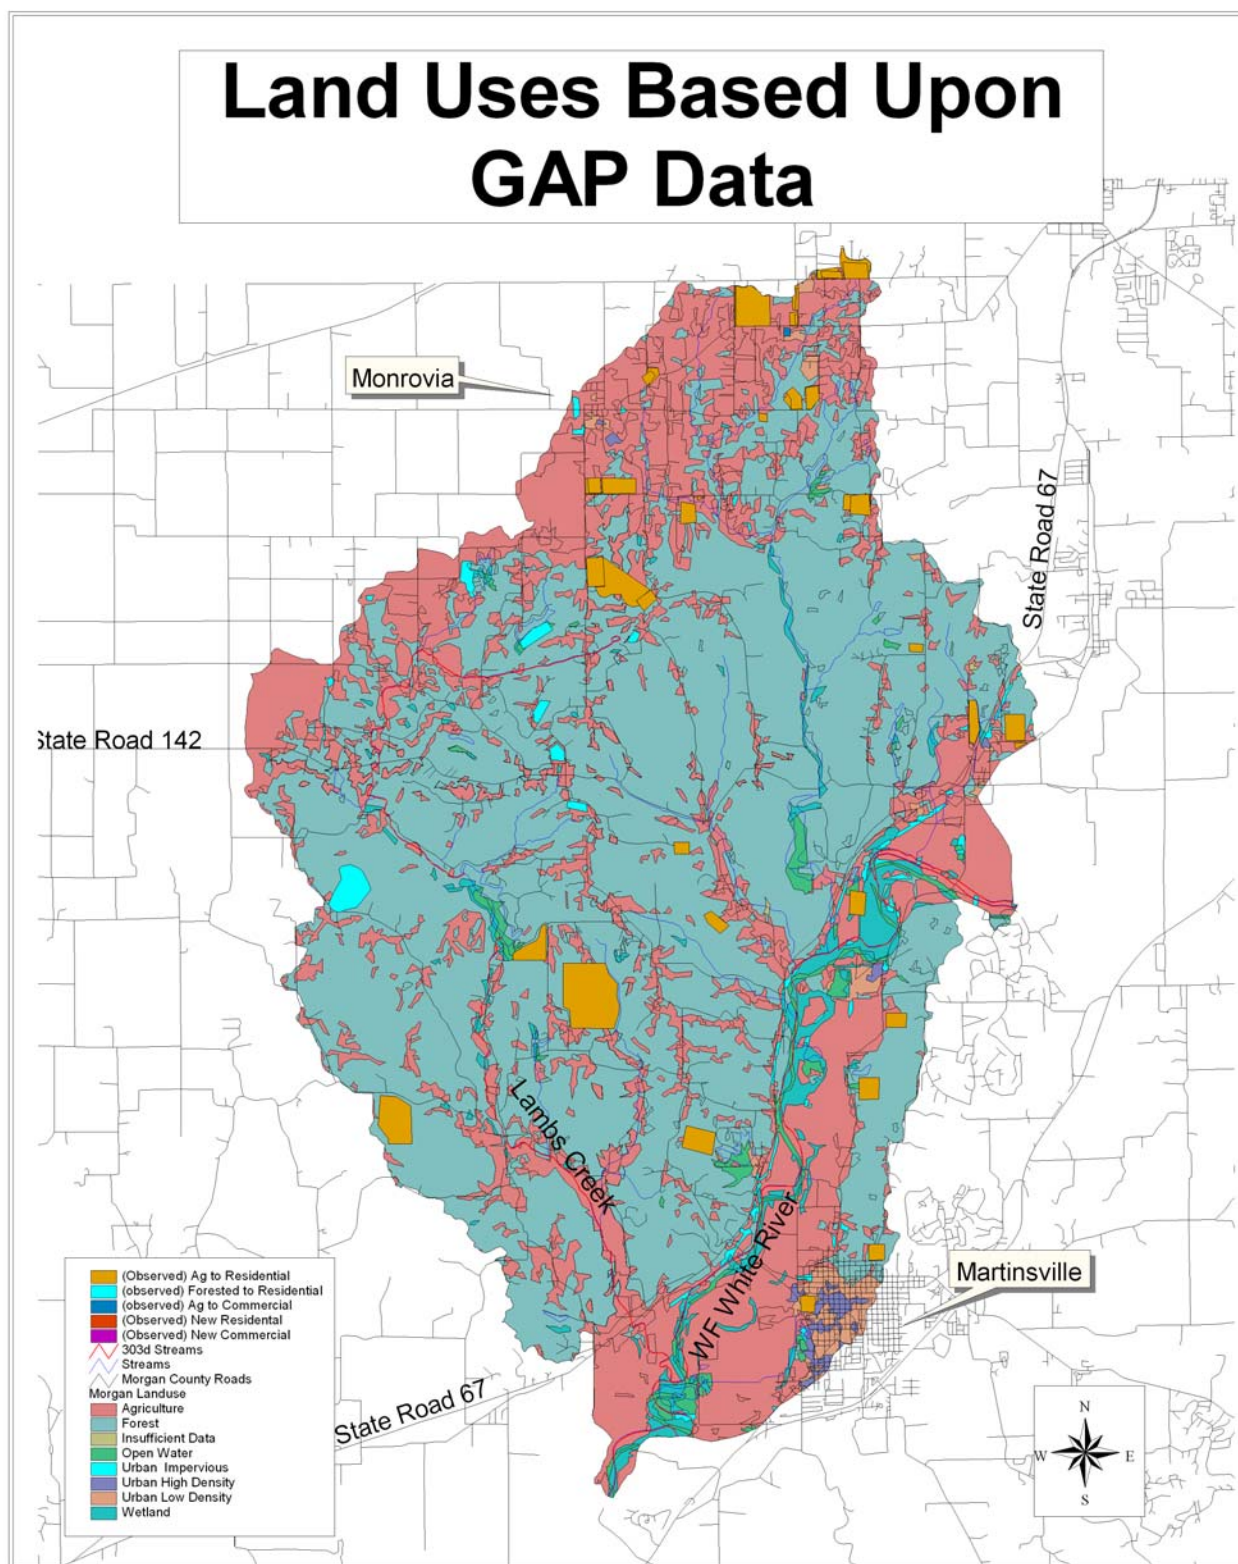 Land Uses Based Upon
GAP Data
Monrovia
State Road 67
State Road 142
Lambs Creek
WF White River
Martinsville
State Road 67
(Observed) Ag to Residential
(observed) Forested to Residential
(observed) Ag to Commercial
(Observed) New Residental
(Observed) New Commercial
303d Streams
Streams
Morgan County Roads
Morgan Landuse
Agriculture
Forest
Insufficient Data
Open Water
Urban Impervious
Urban High Density
Urban Low Density
Wetland
N
W E
S